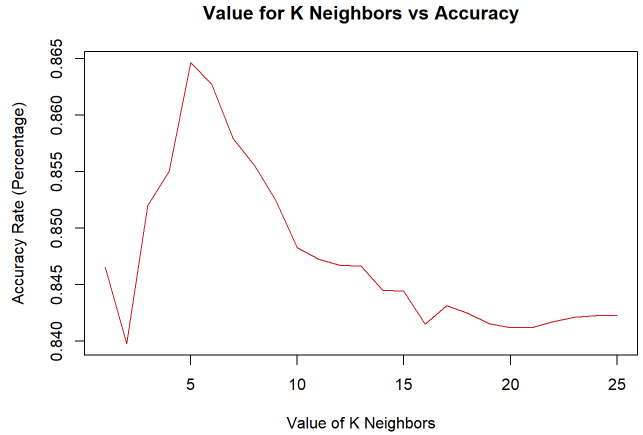 Value for K Neighbors vs Accuracy
Accuracy Rate (Percentage)
0.865
0.860
0.855
0.850
0.845
0.840
5 10 15 20 25
Value of K Neighbors